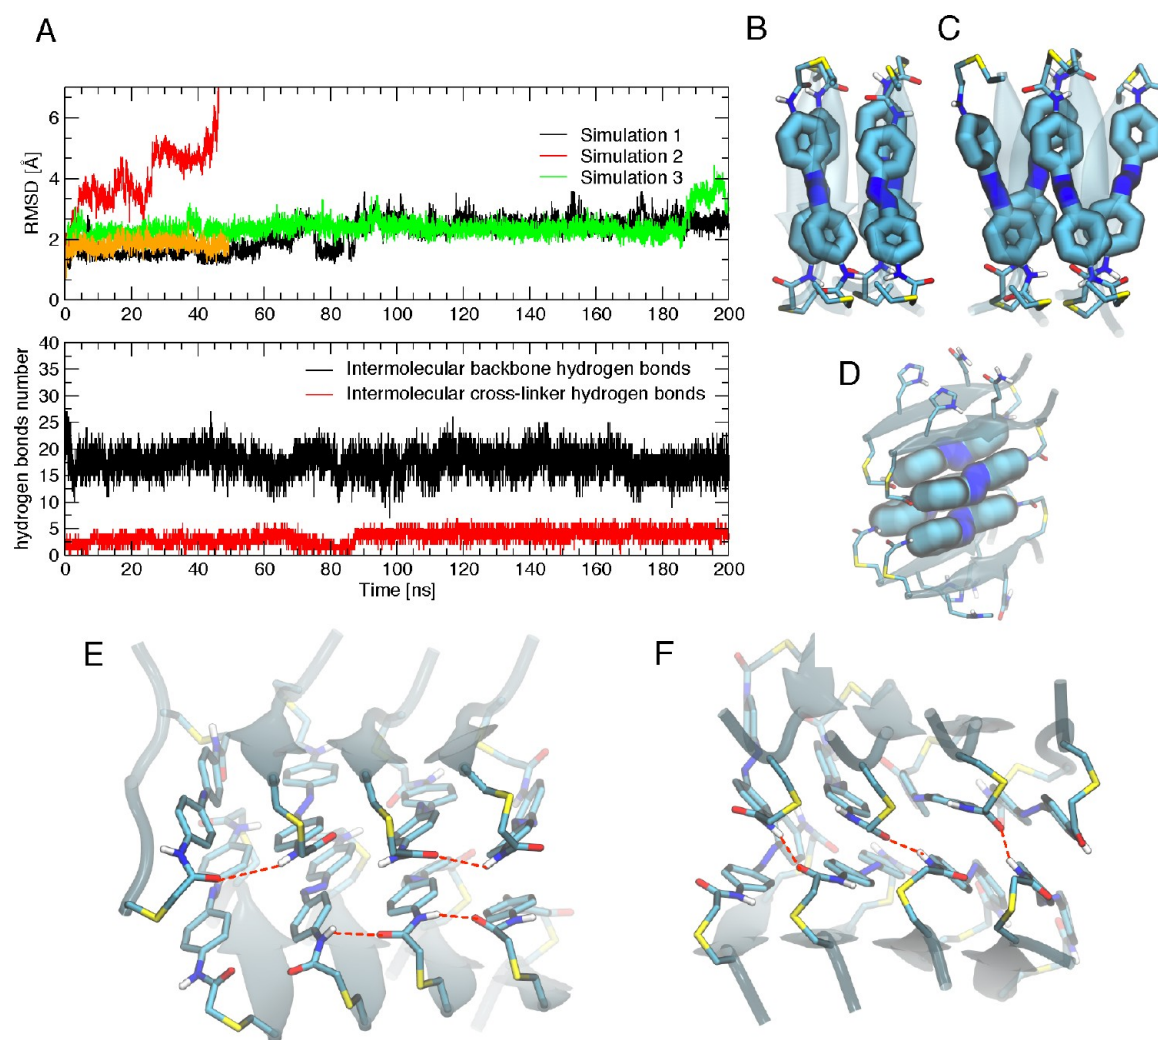 A
B
C
6
4
2
0
RMSD [Å]
Simulation 1
Simulation 2
Simulation 3
0 20 40 60 80 100 120 140 160 180 200
40
35
30
25
20
15
10
5
0
hydrogen bonds number
Intermolecular backbone hydrogen bonds
Intermolecular cross-linker hydrogen bonds
0 20 40 60 80 100 120 140 160 180 200
Time [ns]
D
E
F